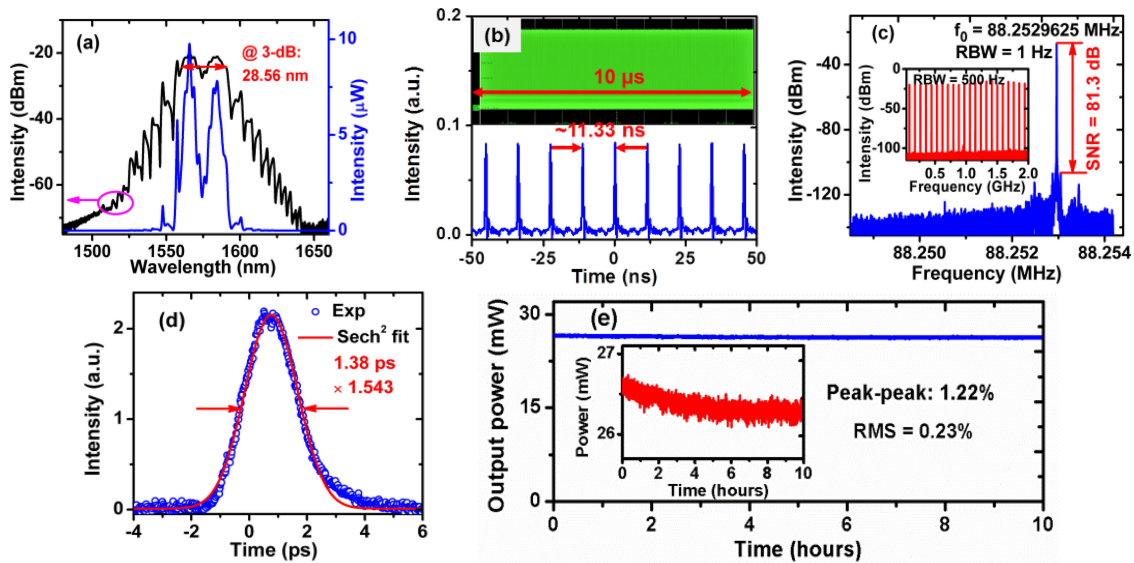 (a)
@ 3-dB:
28.56 nm
-20
-40
-60
Intensity (dBm)
10
5
0
Intensity (μW)
1500 1550 1600 1650
Wavelength (nm)
(b)
10 μs
~11.33 ns
0.2
0.1
0.0
Intensity (a.u.)
-50 -25 0 25 50
Time (ns)
(c)
f0 = 88.2529625 MHz
RBW = 1 Hz
SNR = 81.3 dB
-40
-80
-120
Intensity (dBm)
RBW = 500 Hz
0
-50
-100
Intensity (dBm)
0.5 1.0 1.5 2.0
Frequency (GHz)
88.250 88.252 88.254
Frequency (MHz)
(d)
Exp
Sech² fit
1.38 ps
× 1.543
2
1
0
Intensity (a.u.)
-4 -2 0 2 4 6
Time (ps)
(e)
30
15
0
Output power (mW)
27
26
Power (mW)
0 2 4 6 8 10
Time (hours)
Peak-peak: 1.22%
RMS = 0.23%
0 2 4 6 8 10
Time (hours)